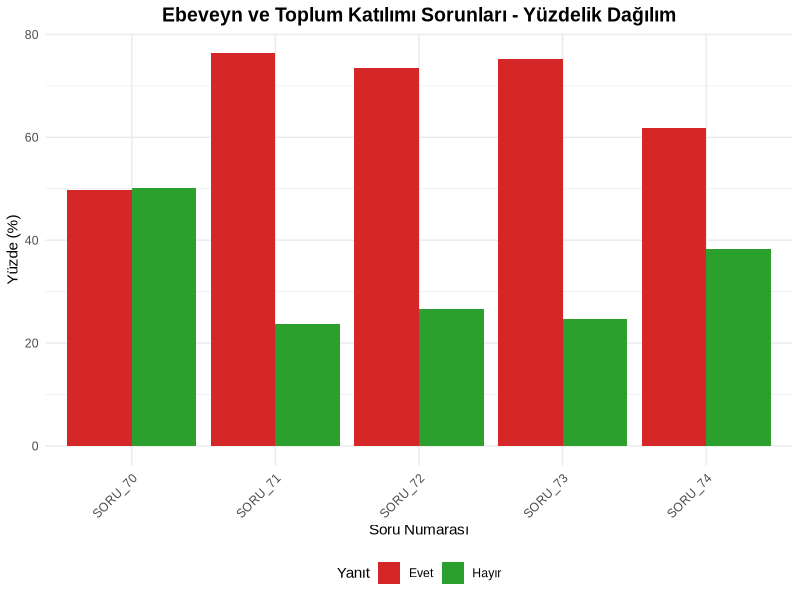 Ebeveyn ve Toplum Katılımı Sorunları - Yüzdelik Dağılım
Yüzde (%)
80
60
40
20
0
SORU_70
SORU_71
SORU_72
SORU_73
SORU_74
Soru Numarası
Yanıt Evet Hayır